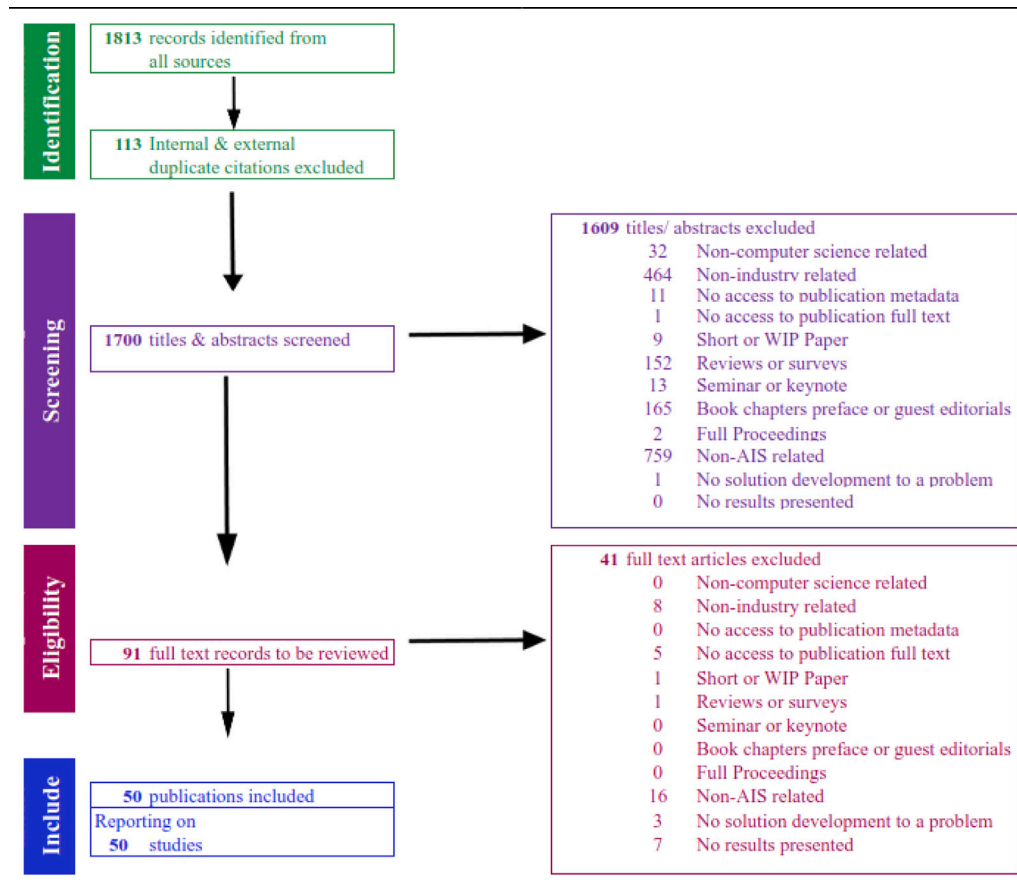 Identification
1813 records identified from
all sources
113 Internal & external
duplicate citations excluded
Screening
1700 titles & abstracts screened
1609 titles/ abstracts excluded
32 Non-computer science related
464 Non-industry related
11 No access to publication metadata
1 No access to publication full text
9 Short or WIP Paper
152 Reviews or surveys
13 Seminar or keynote
165 Book chapters preface or guest editorials
2 Full Proceedings
759 Non-AIS related
1 No solution development to a problem
0 No results presented
Eligibility
91 full text records to be reviewed
41 full text articles excluded
0 Non-computer science related
8 Non-industry related
0 No access to publication metadata
5 No access to publication full text
1 Short or WIP Paper
1 Reviews or surveys
0 Seminar or keynote
0 Book chapters preface or guest editorials
0 Full Proceedings
16 Non-AIS related
3 No solution development to a problem
7 No results presented
Include
50 publications included
Reporting on
50 studies